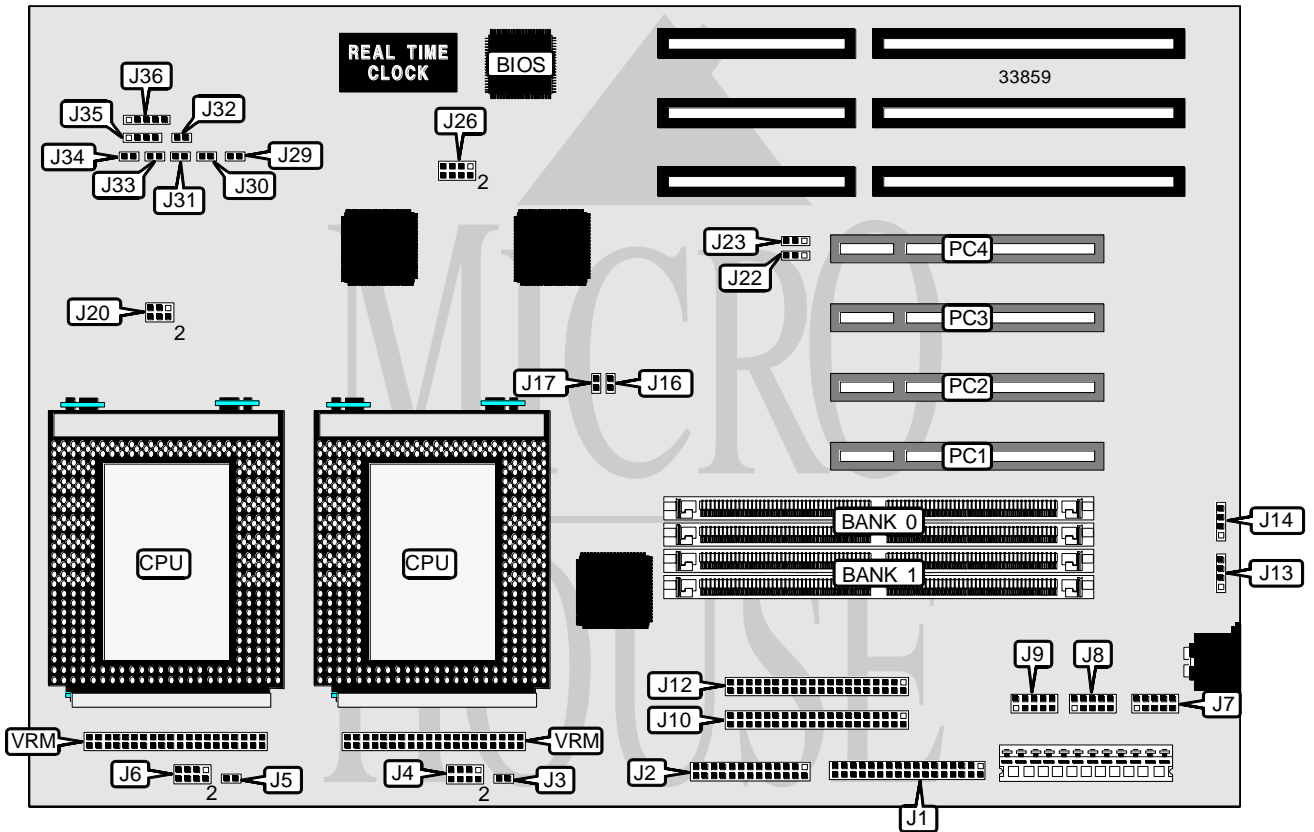 REAL TIME
CLOCK
BIOS
33859
J36
J35
J32
J26
J34
J29
J33
J30
J31
2
J23
PC4
J22
J20
2
PC3
J17
J16
PC2
PC1
BANK 0
J14
CPU
CPU
BANK 1
J13
J9
J8
J12
J7
J10
VRM
VRM
J6
J5
J4
J3
J2
2
2
J1
MICRO
HOUSE